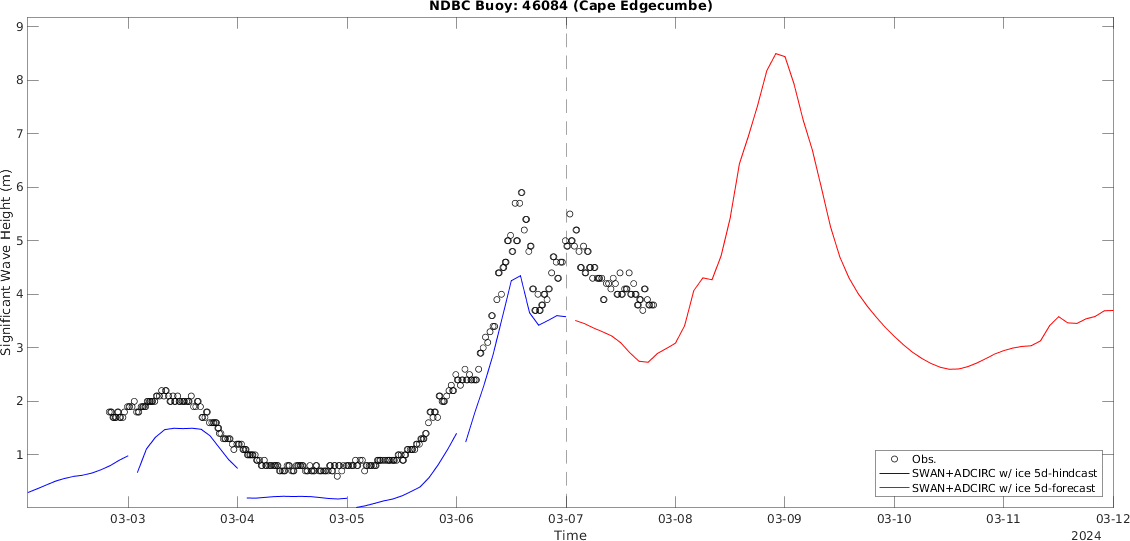 NDBC Buoy: 46084 (Cape Edgecumbe)
9
8
7
6
5
4
3
2
1
Significant Wave Height (m)
03-03 03-04 03-05 03-06 03-07 03-08 03-09 03-10 03-11 03-12
Time
2024
Obs.
SWAN+ADCIRC w/ ice 5d-hindcast
SWAN+ADCIRC w/ ice 5d-forecast